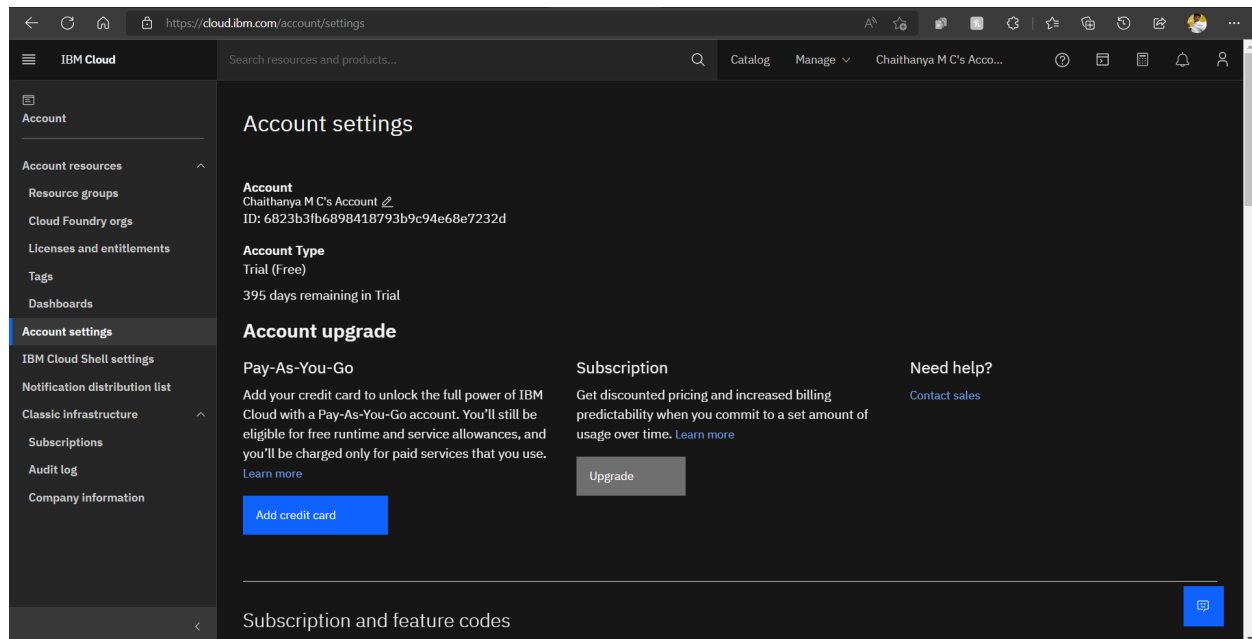 https://cloud.ibm.com/account/settings
IBM Cloud
Search resources and products...
Catalog
Manage
Chaithanya M C's Acco...
Account
Account resources
Resource groups
Cloud Foundry orgs
Licenses and entitlements
Tags
Dashboards
Account settings
IBM Cloud Shell settings
Notification distribution list
Classic infrastructure
Subscriptions
Audit log
Company information
Account settings
Account
Chaithanya M C's Account
ID: 6823b3fb6898418793b9c94e68e7232d
Account Type
Trial (Free)
395 days remaining in Trial
Account upgrade
Pay-As-You-Go
Add your credit card to unlock the full power of IBM
Cloud with a Pay-As-You-Go account. You'll still be
eligible for free runtime and service allowances, and
you'll be charged only for paid services that you use.
Learn more
Add credit card
Subscription
Get discounted pricing and increased billing
predictability when you commit to a set amount of
usage over time. Learn more
Upgrade
Need help?
Contact sales
Subscription and feature codes